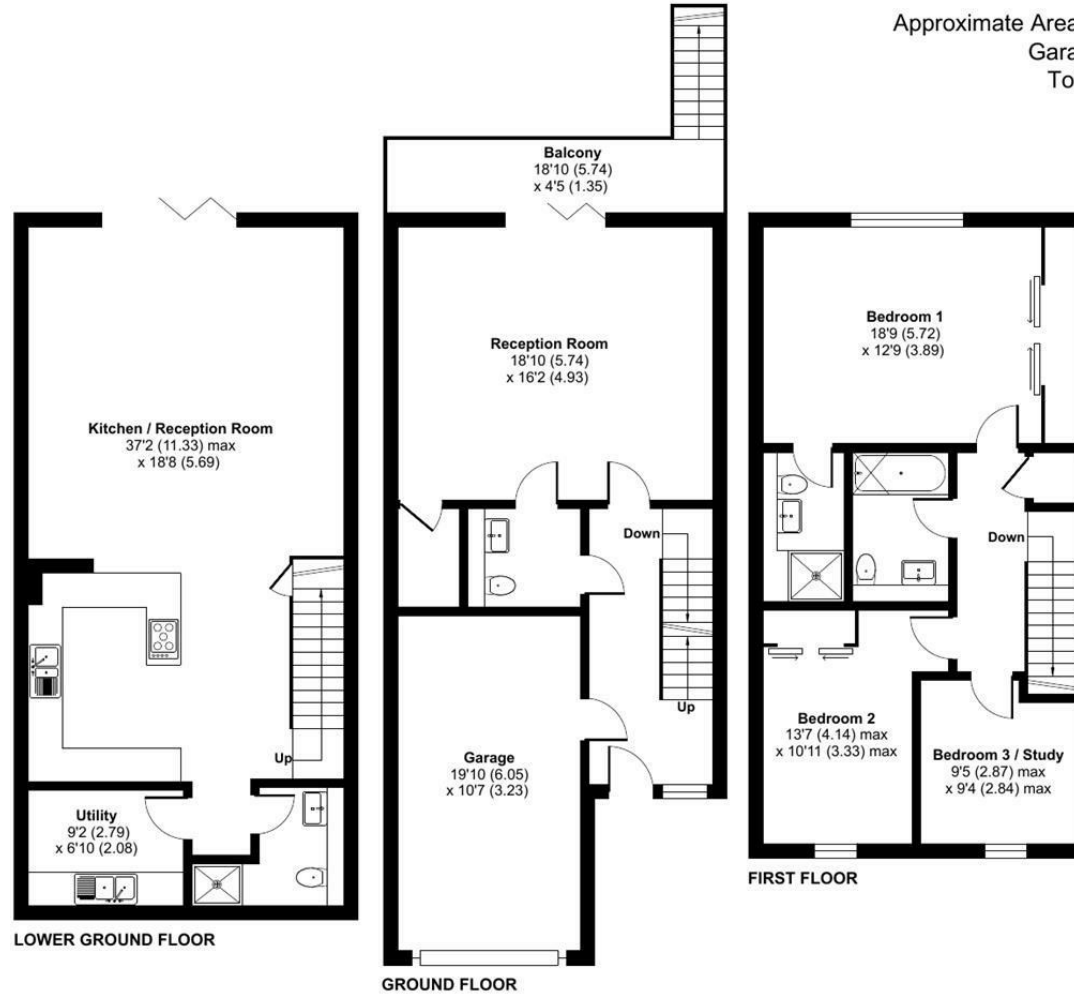 Approximate Area
Gara
To
Balcony
18'10 (5.74)
x 4'5 (1.35)
Kitchen / Reception Room
37'2 (11.33) max
x 18'8 (5.69)
Up
Utility
9'2 (2.79)
x 6'10 (2.08)
LOWER GROUND FLOOR
Reception Room
18'10 (5.74)
x 16'2 (4.93)
Down
Up
Garage
19'10 (6.05)
x 10'7 (3.23)
GROUND FLOOR
Bedroom 1
18'9 (5.72)
x 12'9 (3.89)
Down
Bedroom 2
13'7 (4.14) max
x 10'11 (3.33) max
Bedroom 3 / Study
9'5 (2.87) max
x 9'4 (2.84) max
FIRST FLOOR